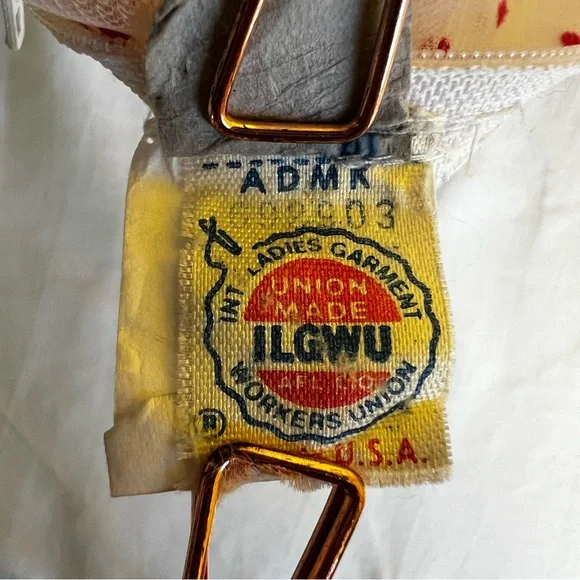 ADMK
INT LADIES GARMENT
UNION
MADE
ILGWU
AFL CIO
WORKERS UNION
®
U.S.A.